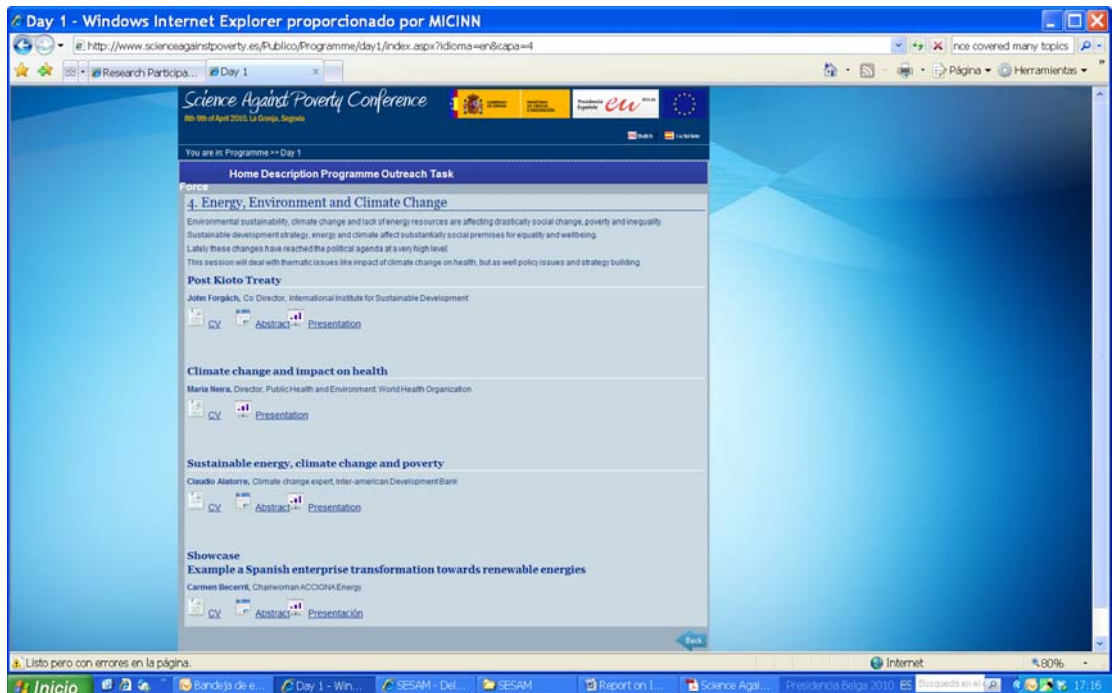 Day 1 - Windows Internet Explorer proporcionado por MICINN
http://www.scienceagainstpoverty.es/Publico/Programme/day1/index.aspx?idioma=en&capa=4
nce covered many topics
Research Participa...
Day 1
Página
Herramientas
Science Against Poverty Conference
8th-9th of April 2010, La Granja, Segovia
eu
English
You are in: Programme >> Day 1
Home Description Programme Outreach Task
Force
4. Energy, Environment and Climate Change
Environmental sustainability, climate change and lack of energy resources are affecting drastically social change, poverty and inequality.
Sustainable development strategy, energy and climate affect substantially social premises for equality and wellbeing.
Lately these changes have reached the political agenda at a very high level.
This session will deal with thematic issues like impact of climate change on health, but as well policy issues and strategy building.
Post Kioto Treaty
John Forgách, Co Director, International Institute for Sustainable Development
CV Abstract Presentation
Climate change and impact on health
Maria Neira, Director, Public Health and Environment, World Health Organization
CV Presentation
Sustainable energy, climate change and poverty
Claudio Alatorre, Climate change expert, Inter-american Development Bank
CV Abstract Presentation
Showcase
Example a Spanish enterprise transformation towards renewable energies
Carmen Becerril, Chairwoman ACCIONA Energy
CV Abstract Presentación
Back
Listo pero con errores en la página.
Internet
80%
Inicio
Bandeja de e...
Day 1 - Win...
SESAM - Del...
SESAM
Report on I...
Science Agai...
Presidencia Belga 2010
ES
17:16